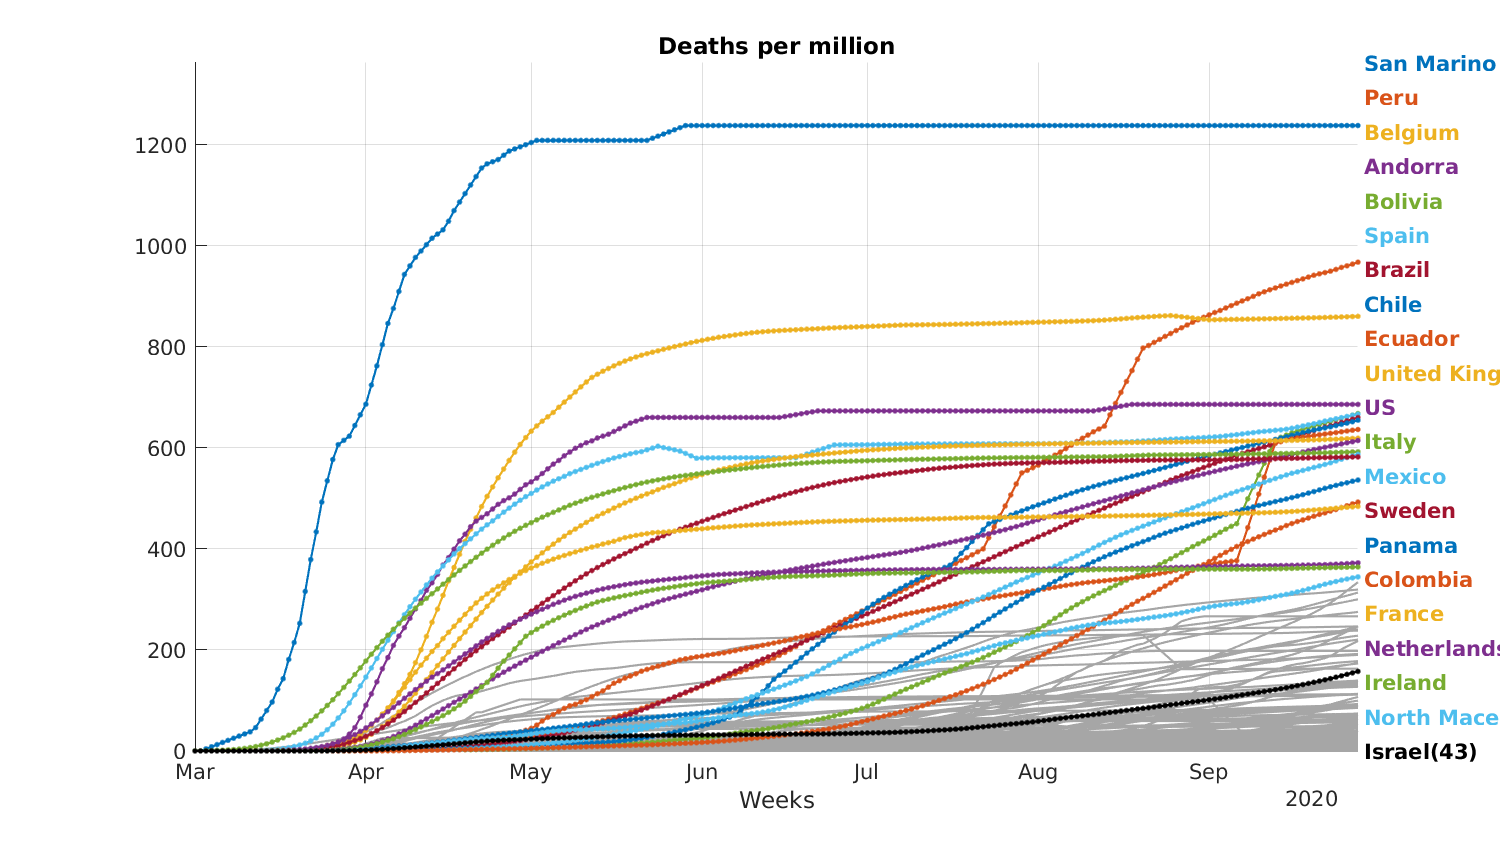 Deaths per million
1200
1000
800
600
400
200
0
Mar
Apr
May
Jun
Jul
Aug
Sep
Weeks
2020
San Marino
Peru
Belgium
Andorra
Bolivia
Spain
Brazil
Chile
Ecuador
United King
US
Italy
Mexico
Sweden
Panama
Colombia
France
Netherlands
Ireland
North Mace
Israel(43)